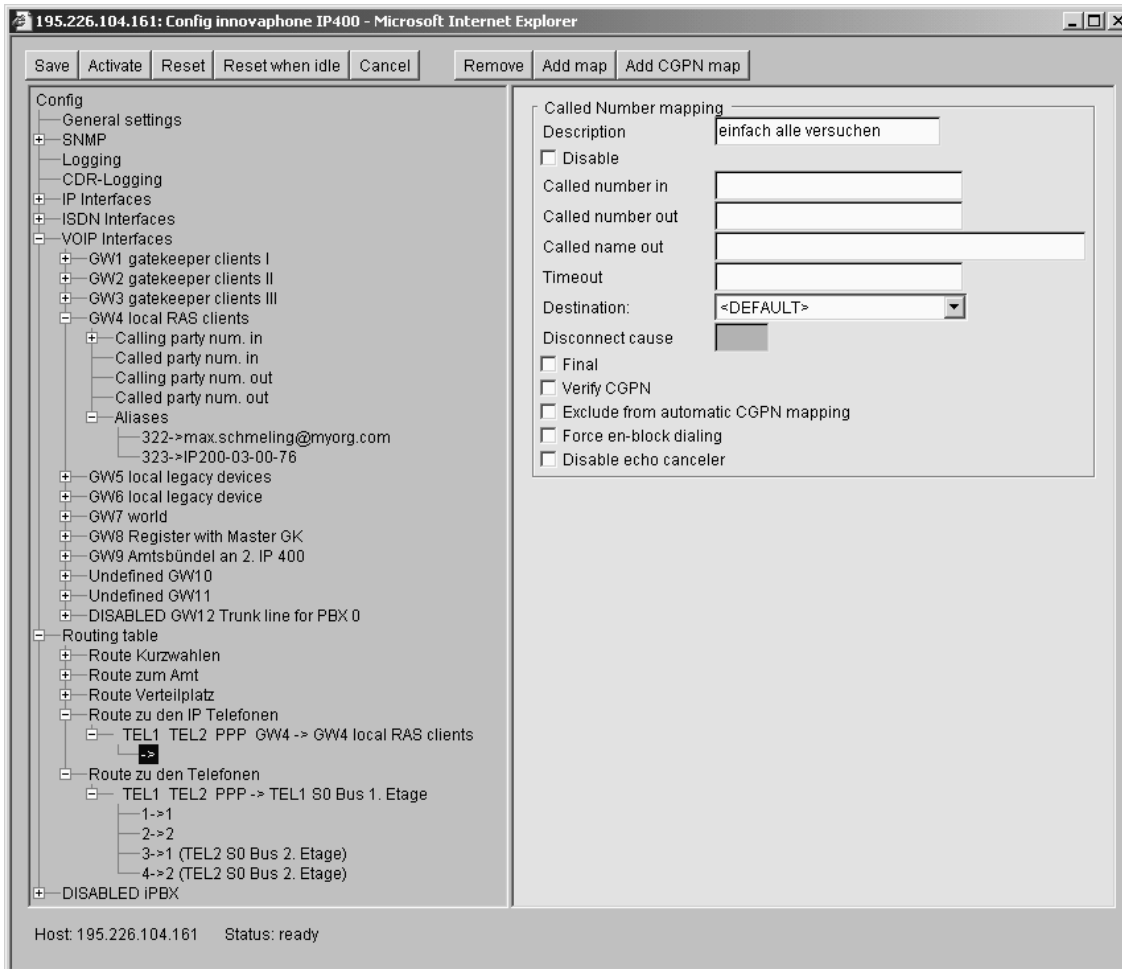 195.226.104.161: Config innovaphone IP400 - Microsoft Internet Explorer
Save Activate Reset Reset when idle Cancel Remove Add map Add CGPN map
Config
General settings
SNMP
Logging
CDR-Logging
IP Interfaces
ISDN Interfaces
VOIP Interfaces
GW1 gatekeeper clients I
GW2 gatekeeper clients II
GW3 gatekeeper clients III
GW4 local RAS clients
Calling party num. in
Called party num. in
Calling party num. out
Called party num. out
Aliases
322->max.schmeling@myorg.com
323->IP200-03-00-76
GW5 local legacy devices
GW6 local legacy device
GW7 world
GW8 Register with Master GK
GW9 Amtsbündel an 2. IP 400
Undefined GW10
Undefined GW11
DISABLED GW12 Trunk line for PBX 0
Routing table
Route Kurzwahlen
Route zum Amt
Route Verteilplatz
Route zu den IP Telefonen
TEL1 TEL2 PPP GW4 -> GW4 local RAS clients
->
Route zu den Telefonen
TEL1 TEL2 PPP -> TEL1 S0 Bus 1. Etage
1->1
2->2
3->1 (TEL2 S0 Bus 2. Etage)
4->2 (TEL2 S0 Bus 2. Etage)
DISABLED iPBX
Called Number mapping
Description einfach alle versuchen
Disable
Called number in
Called number out
Called name out
Timeout
Destination: <DEFAULT>
Disconnect cause
Final
Verify CGPN
Exclude from automatic CGPN mapping
Force en-block dialing
Disable echo canceler
Host: 195.226.104.161 Status: ready